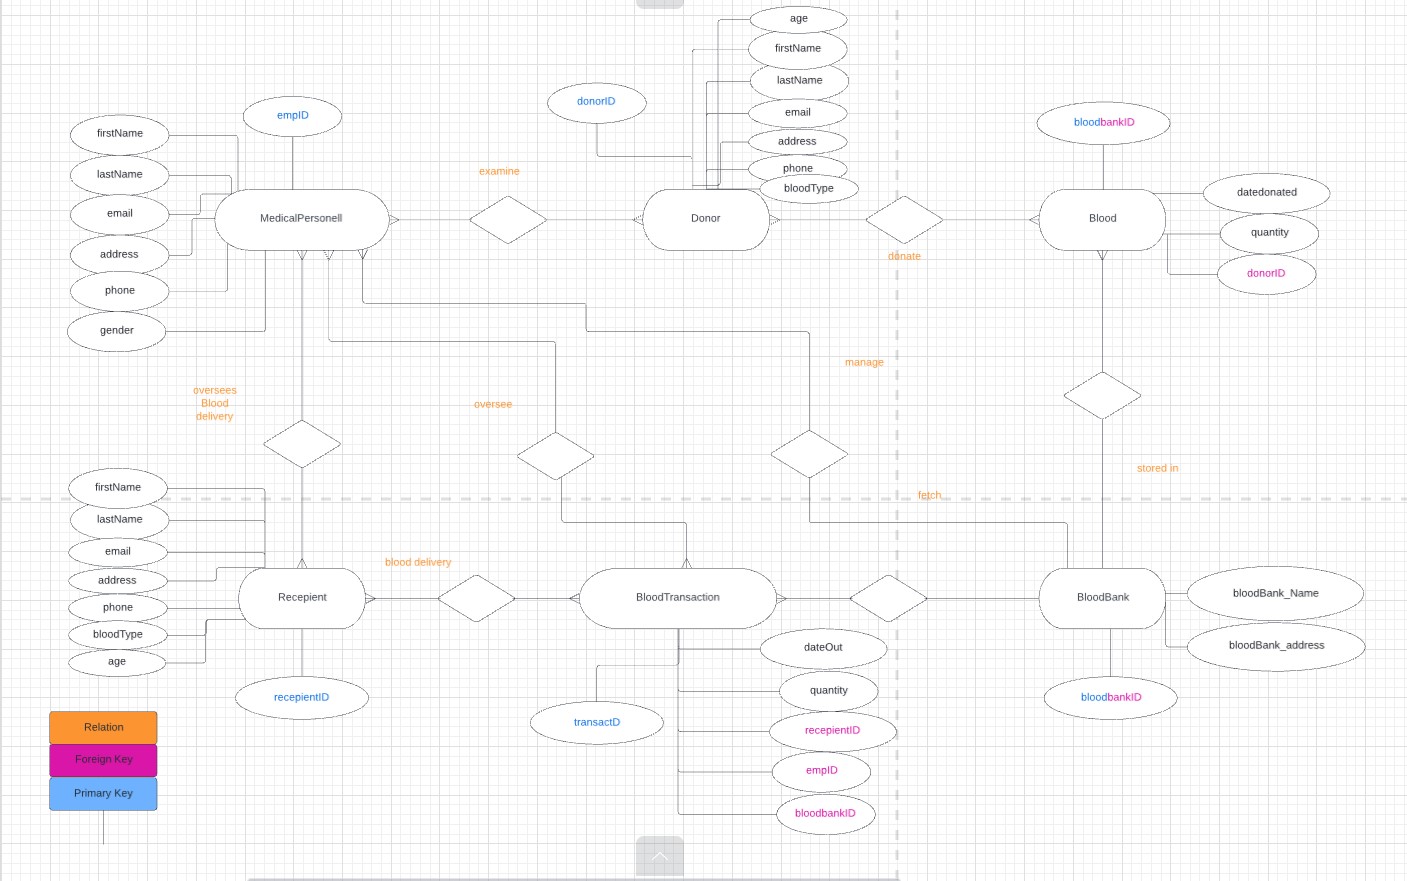 age
firstName
lastName
email
address
phone
bloodType
donorID
empID
firstName
lastName
email
address
phone
gender
MedicalPersonell
examine
Donor
donate
bloodbankID
Blood
datedonated
quantity
donorID
manage
oversees
Blood
delivery
oversee
stored in
fetch
firstName
lastName
email
address
phone
bloodType
age
blood delivery
Recepient
BloodTransaction
BloodBank
bloodBank_Name
bloodBank_address
recepientID
transactD
dateOut
quantity
recepientID
empID
bloodbankID
bloodbankID
Relation
Foreign Key
Primary Key